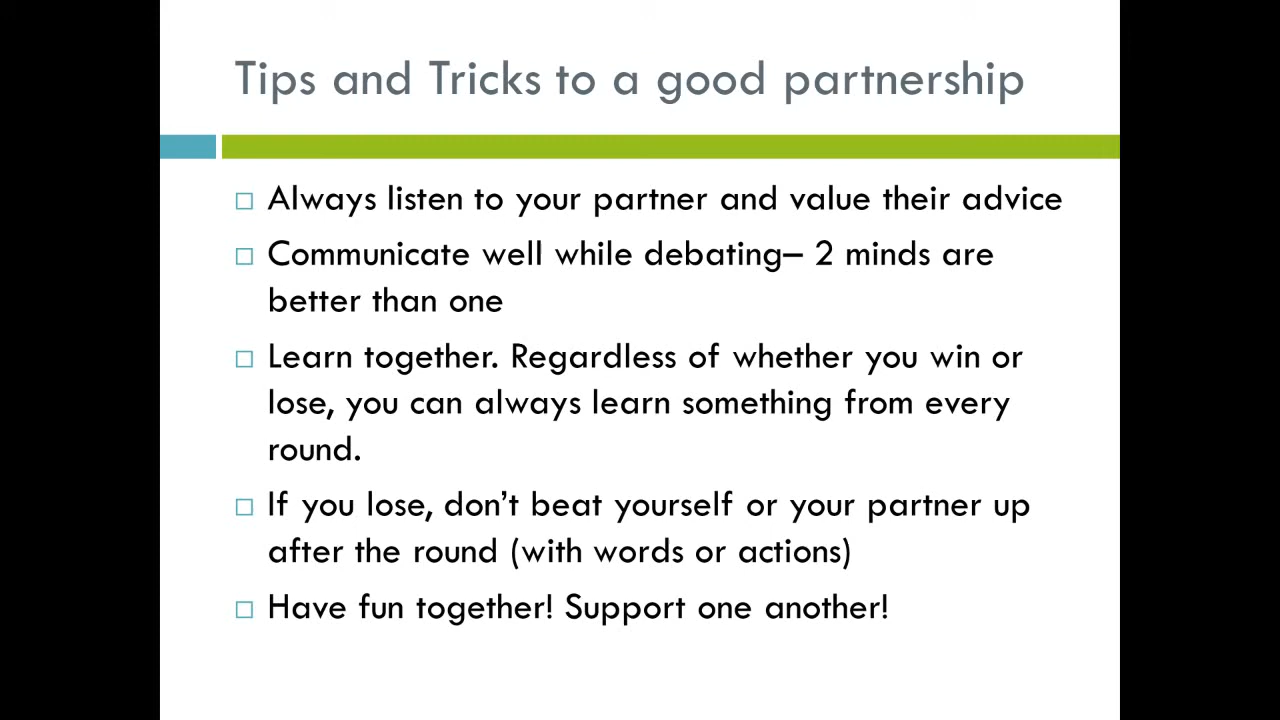 Tips and Tricks to a good partnership
Always listen to your partner and value their advice
Communicate well while debating– 2 minds are
better than one
Learn together. Regardless of whether you win or
lose, you can always learn something from every
round.
If you lose, don’t beat yourself or your partner up
after the round (with words or actions)
Have fun together! Support one another!